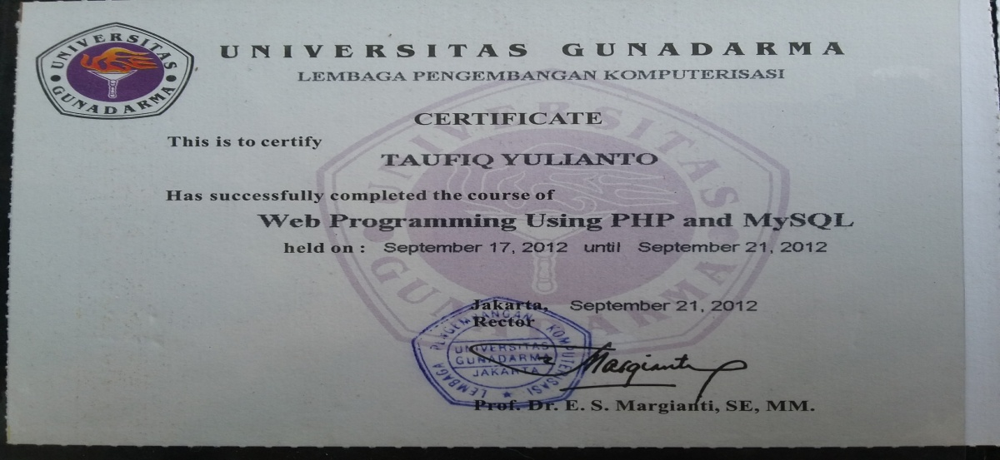 UNIVERSITAS GUNADARMA
UNIVERSITAS GUNADARMA
LEMBAGA PENGEMBANGAN KOMPUTERISASI
CERTIFICATE
This is to certify
TAUFIQ YULIANTO
Has successfully completed the course of
Web Programming Using PHP and MySQL
held on : September 17, 2012 until September 21, 2012
UNIVERSITAS GUNADARMA
Jakarta, September 21, 2012
Rector
LEMBAGA PENGEMBANGAN KOMPUTERISASI
UNIVERSITAS
GUNADARMA
JAKARTA
Margianti
Prof. Dr. E. S. Margianti, SE, MM.